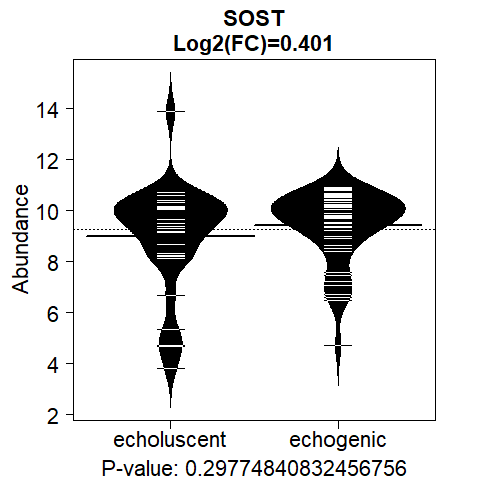 SOST
Log2(FC)=0.401
Abundance
14
12
10
8
6
4
2
echoluscent echogenic
P-value: 0.29774840832456756